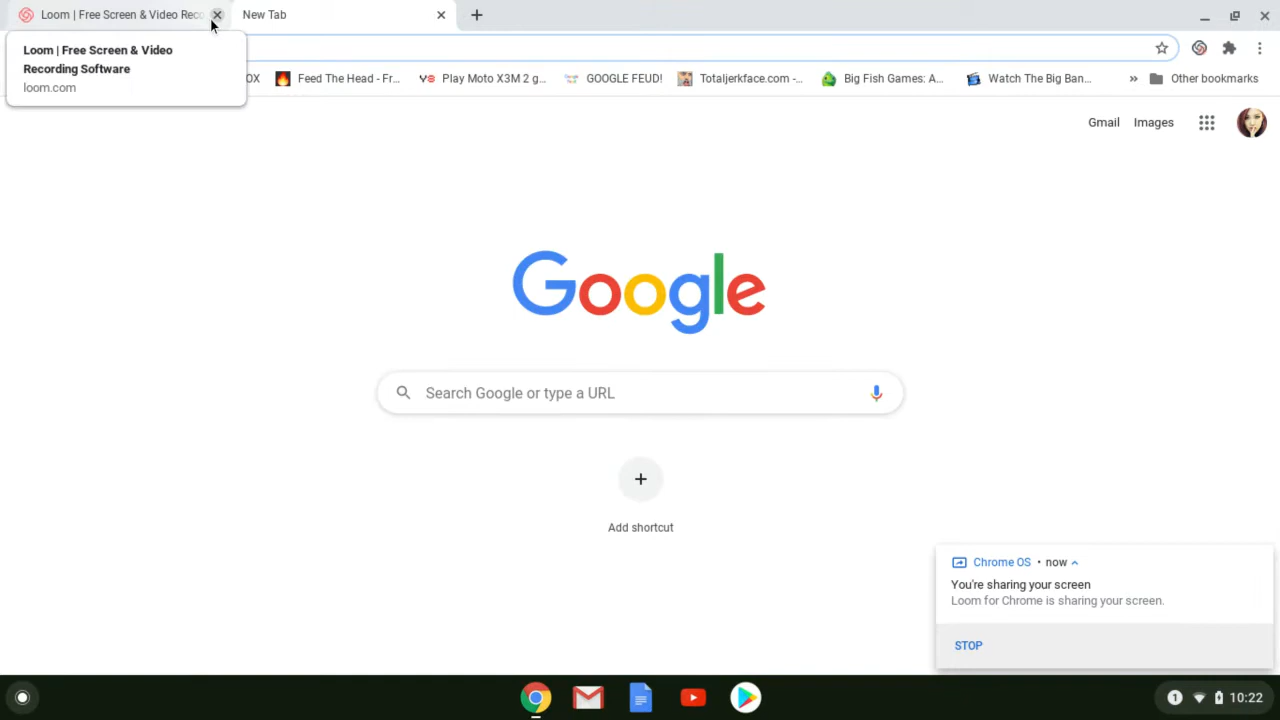 Loom | Free Screen & Video Reco
New Tab
Loom | Free Screen & Video
Recording Software
loom.com
OX
Feed The Head - Fr...
Play Moto X3M 2 g...
GOOGLE FEUD!
Totaljerkface.com -...
Big Fish Games: A...
Watch The Big Ban...
»
Other bookmarks
Gmail
Images
Google
Search Google or type a URL
Add shortcut
Chrome OS • now
You're sharing your screen
Loom for Chrome is sharing your screen.
STOP
1
10:22